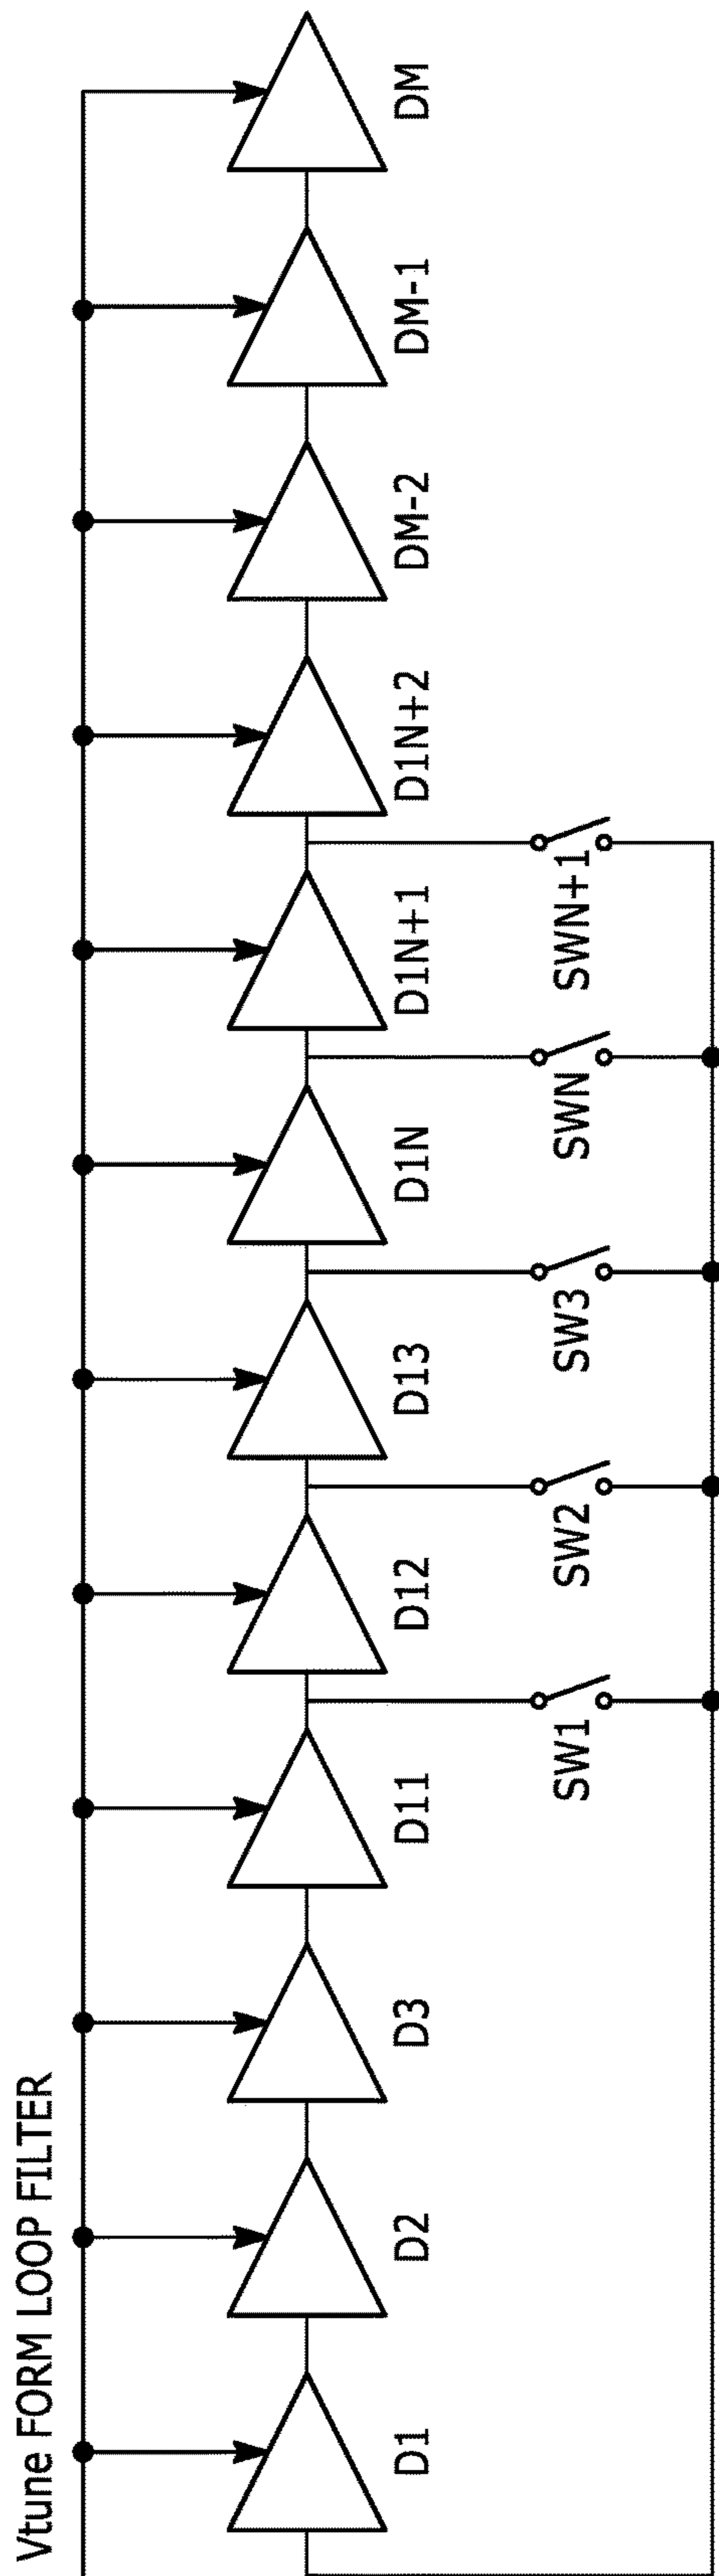 Vtune FORM LOOP FILTER
D1
D2
D3
D11
D12
D13
D1N
D1N+1
D1N+2
DM-2
DM-1
DM
SW1
SW2
SW3
SWN
SWN+1